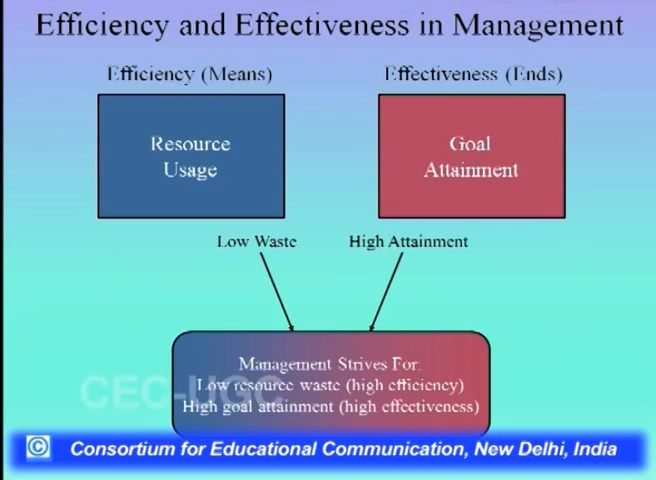 Efficiency and Effectiveness in Management
Efficiency (Means)
Effectiveness (Ends)
Resource
Usage
Goal
Attainment
Low Waste
High Attainment
Management Strives For:
Low resource waste (high efficiency)
High goal attainment (high effectiveness)
CEC-UGC
© Consortium for Educational Communication, New Delhi, India